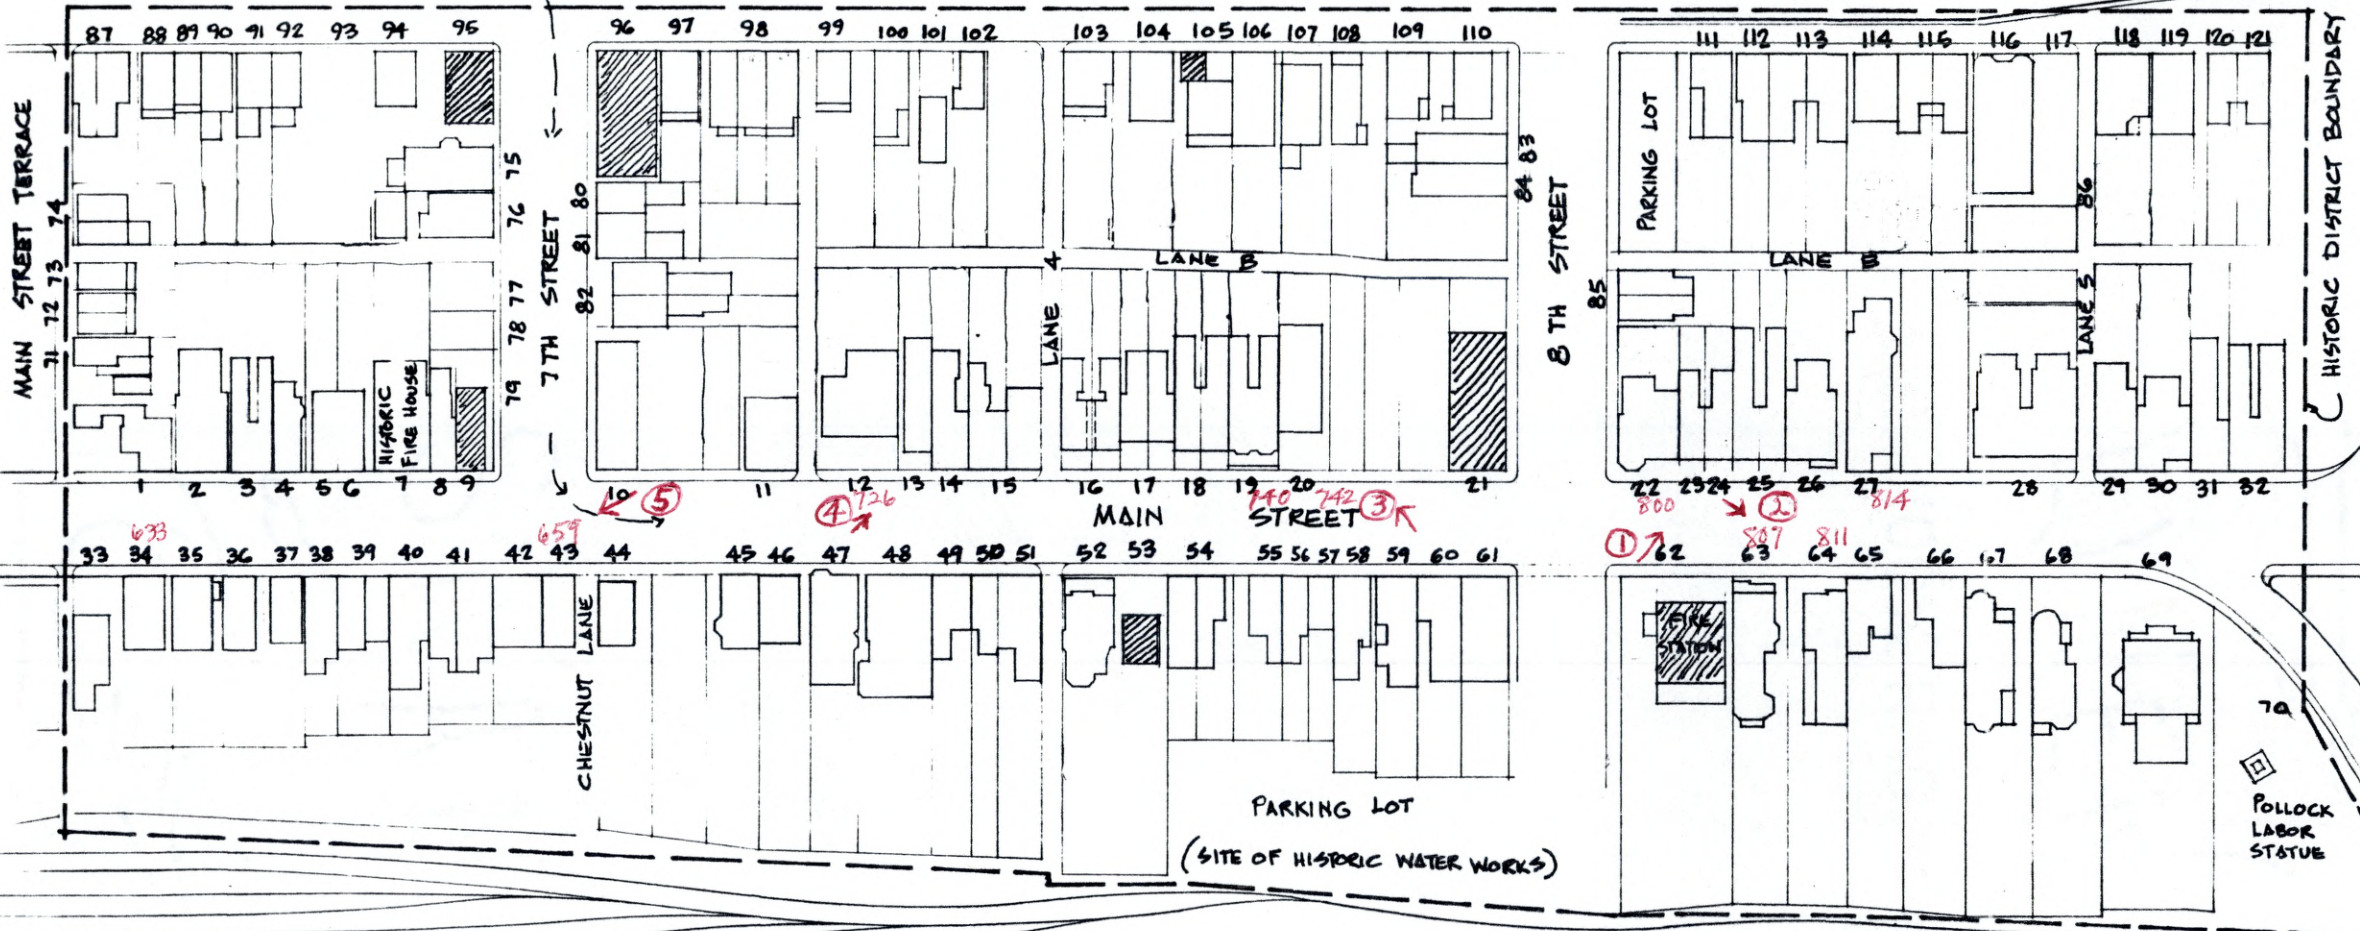 87 88 89 90 91 92 93 94 95 96 97 98 99 100 101 102 103 104 105 106 107 108 109 110 111 112 113 114 115 116 117 118 119 120 121
MAIN STREET TERRACE
74
73
72
71
75
76
77
78
79
7TH STREET
80
81
82
LANE 4
LANE B
83
84
8TH STREET
85
PARKING LOT
LANE B
86
LANE 5
HISTORIC DISTRICT BOUNDARY
HISTORIC
FIRE HOUSE
1 2 3 4 5 6 7 8 9 10 11 12 13 14 15 16 17 18 19 20 21 22 23 24 25 26 27 28 29 30 31 32
5 4 726 740 742 3 800 2 814
MAIN STREET
633 659 1 807 811
33 34 35 36 37 38 39 40 41 42 43 44 45 46 47 48 49 50 51 52 53 54 55 56 57 58 59 60 61 62 63 64 65 66 67 68 69
CHESTNUT LANE
FIRE
STATION
70
PARKING LOT
(SITE OF HISTORIC WATER WORKS)
POLLOCK
LABOR
STATUE